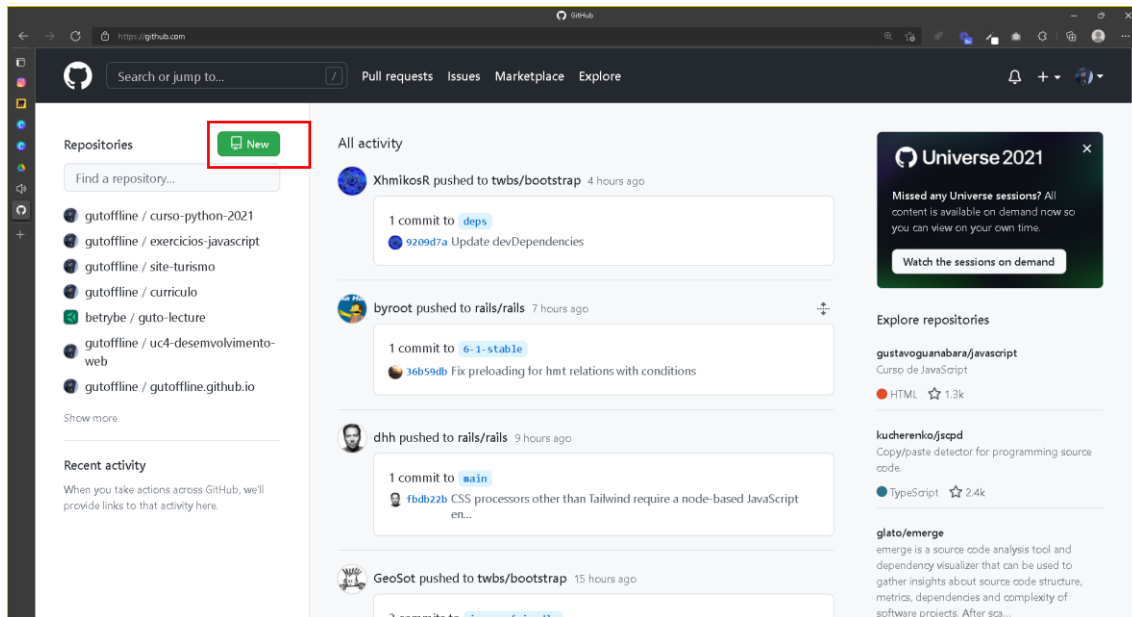 GitHub
https://github.com
Search or jump to...
/
Pull requests Issues Marketplace Explore
Repositories
New
Find a repository...
gutoffline / curso-python-2021
gutoffline / exercicios-javascript
gutoffline / site-turismo
gutoffline / curriculo
betrybe / guto-lecture
gutoffline / uc4-desemvolvimento-
web
gutoffline / gutoffline.github.io
Show more
Recent activity
When you take actions across GitHub, we'll
provide links to that activity here.
All activity
XhmikosR pushed to twbs/bootstrap 4 hours ago
1 commit to deps
9209d7a Update devDependencies
byroot pushed to rails/rails 7 hours ago
1 commit to 6-1-stable
36b59db Fix preloading for hmt relations with conditions
dhh pushed to rails/rails 9 hours ago
1 commit to main
fbdb22b CSS processors other than Tailwind require a node-based JavaScript
en...
GeoSot pushed to twbs/bootstrap 15 hours ago
Universe 2021
Missed any Universe sessions? All
content is available on demand now so
you can view on your own time.
Watch the sessions on demand
Explore repositories
gustavoguanabara/javascript
Curso de JavaScript
HTML 1.3k
kucherenko/jscpd
Copy/paste detector for programming source
code.
TypeScript 2.4k
glato/emerge
emerge is a source code analysis tool and
dependency visualizer that can be used to
gather insights about source code structure,
metrics, dependencies and complexity of
software projects. After sca...